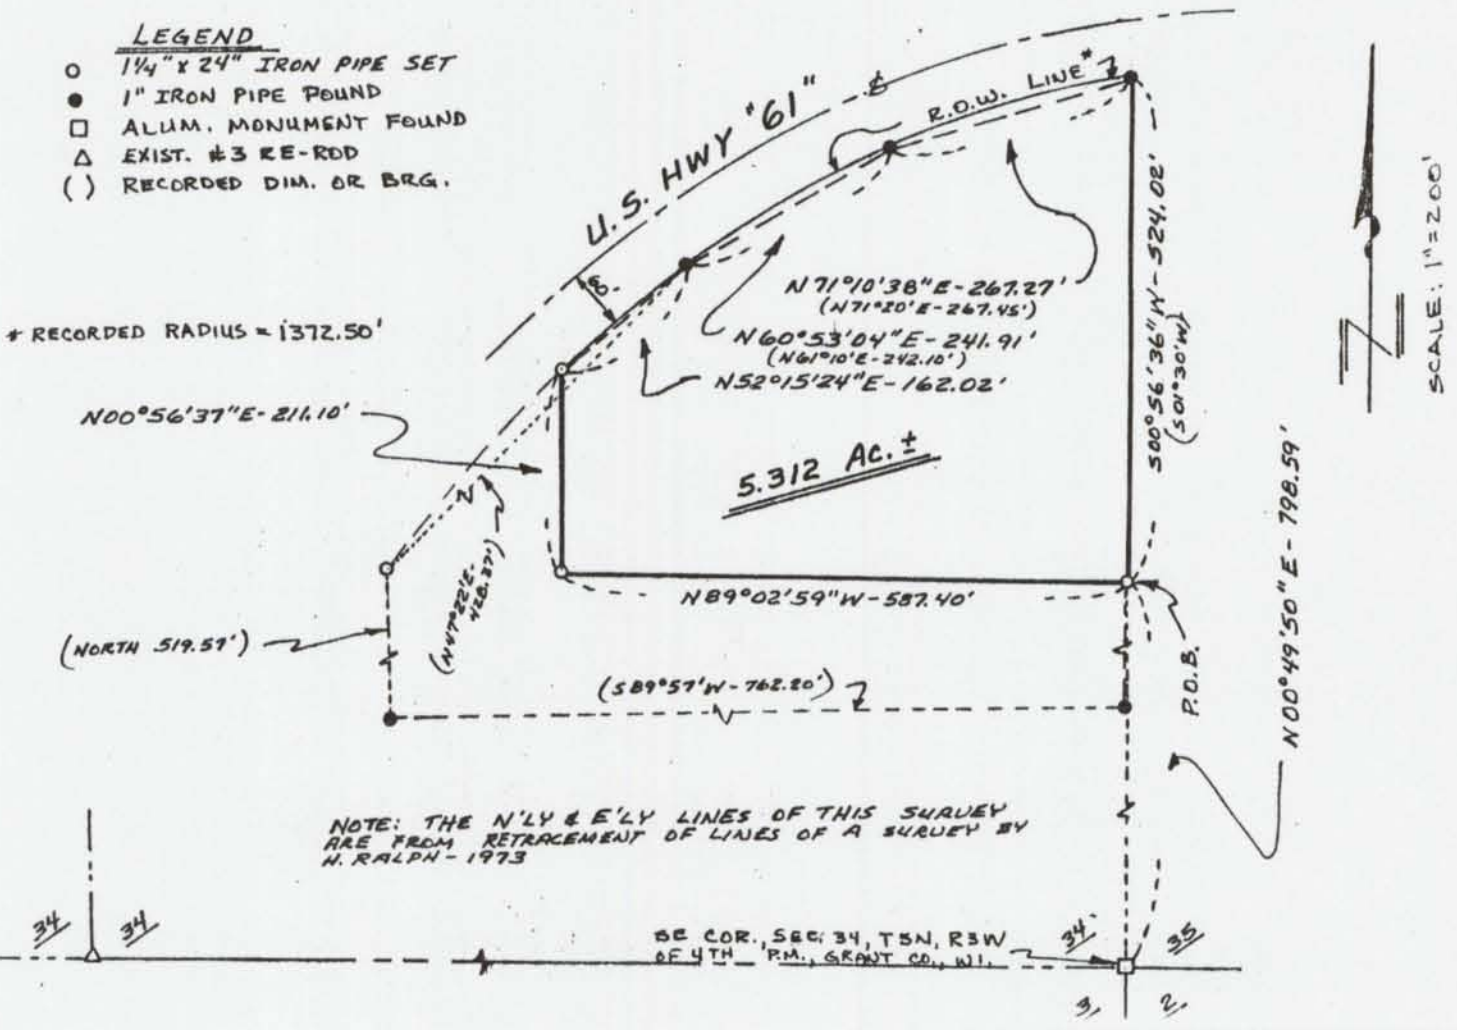 LEGEND
1¼" x 24" IRON PIPE SET
1" IRON PIPE FOUND
ALUM. MONUMENT FOUND
EXIST. #3 RE-ROD
( ) RECORDED DIM. OR BRG.
U.S. HWY "61"
R.O.W. LINE *
* RECORDED RADIUS = 1372.50'
N 71°10'38" E - 267.27'
(N71°20'E - 267.45')
N60°53'04" E - 241.91'
(N61°10'E - 242.10')
N52°15'24" E - 162.02'
N00°56'37" E - 211.10'
5.312 AC. ±
S00°56'36" W - 524.02'
(S01°30'W)
SCALE: 1"=200'
N00°49'50" E - 798.59'
N89°02'59" W - 587.40'
P.O.B.
(N47°22'E -
428.37')
(NORTH 519.57')
(S89°57'W - 762.20')
NOTE: THE N'LY & E'LY LINES OF THIS SURVEY
ARE FROM RETRACEMENT OF LINES OF A SURVEY BY
H. RALPH - 1973
34
34
SE COR., SEC. 34, T5N, R3W
OF 4TH P.M., GRANT CO., WI.
34
35
3
2